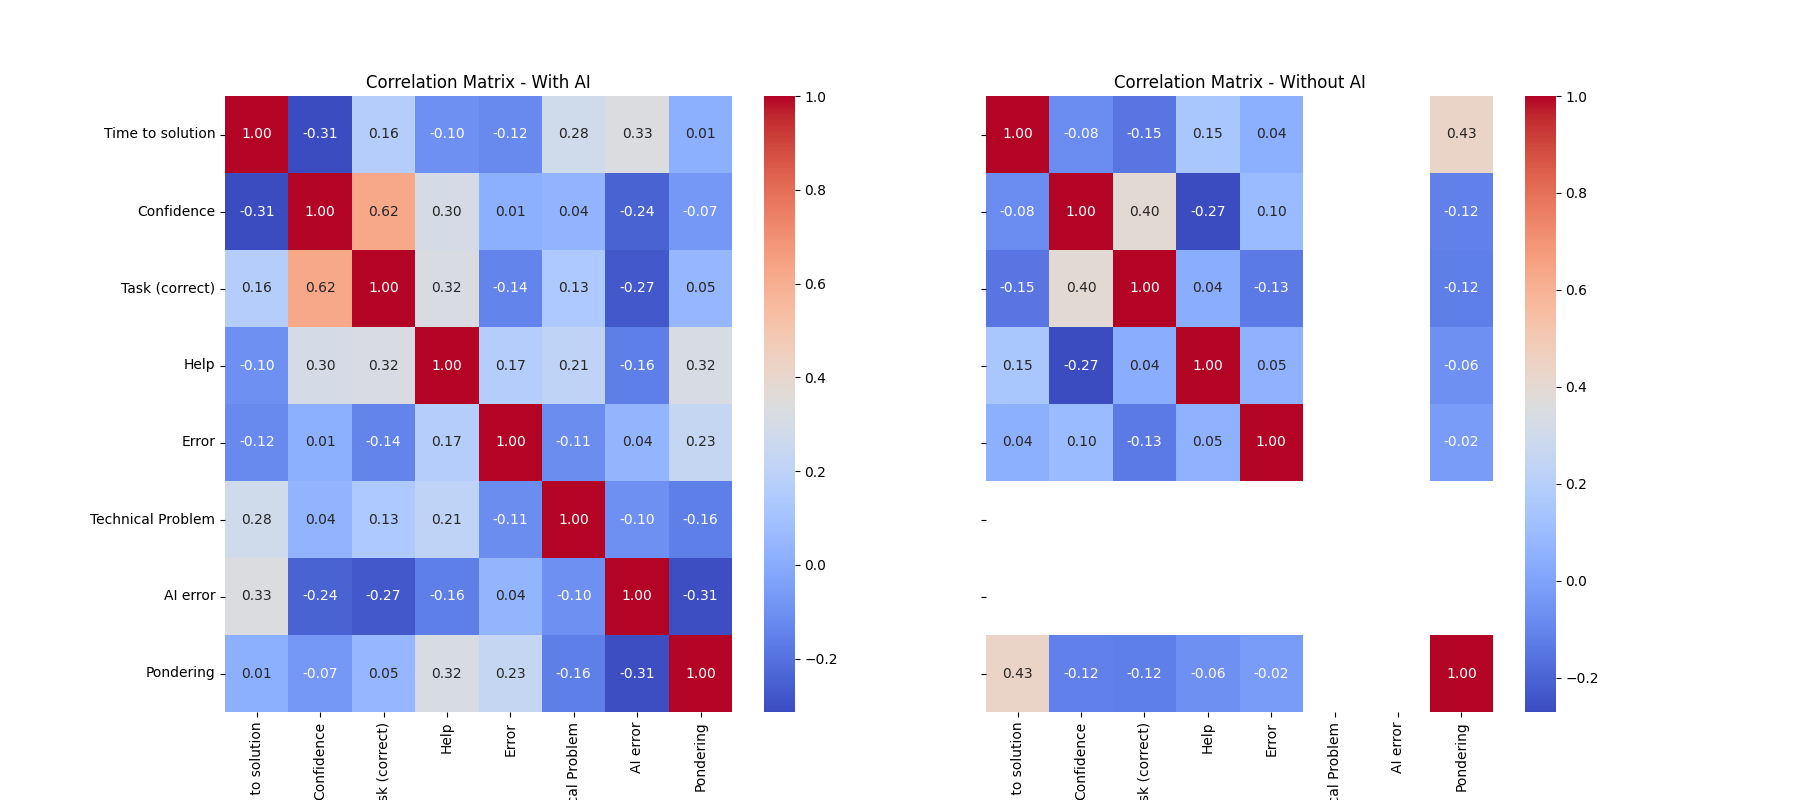 Correlation Matrix - With AI
Time to solution 1.00 -0.31 0.16 -0.10 -0.12 0.28 0.33 0.01
Confidence -0.31 1.00 0.62 0.30 0.01 0.04 -0.24 -0.07
Task (correct) 0.16 0.62 1.00 0.32 -0.14 0.13 -0.27 0.05
Help -0.10 0.30 0.32 1.00 0.17 0.21 -0.16 0.32
Error -0.12 0.01 -0.14 0.17 1.00 -0.11 0.04 0.23
Technical Problem 0.28 0.04 0.13 0.21 -0.11 1.00 -0.10 -0.16
AI error 0.33 -0.24 -0.27 -0.16 0.04 -0.10 1.00 -0.31
Pondering 0.01 -0.07 0.05 0.32 0.23 -0.16 -0.31 1.00
to solution
Confidence
sk (correct)
Help
Error
cal Problem
AI error
Pondering
1.0
0.8
0.6
0.4
0.2
0.0
−0.2
Correlation Matrix - Without AI
1.00 -0.08 -0.15 0.15 0.04 0.43
-0.08 1.00 0.40 -0.27 0.10 -0.12
-0.15 0.40 1.00 0.04 -0.13 -0.12
0.15 -0.27 0.04 1.00 0.05 -0.06
0.04 0.10 -0.13 0.05 1.00 -0.02
0.43 -0.12 -0.12 -0.06 -0.02 1.00
to solution
Confidence
sk (correct)
Help
Error
cal Problem
AI error
Pondering
1.0
0.8
0.6
0.4
0.2
0.0
−0.2